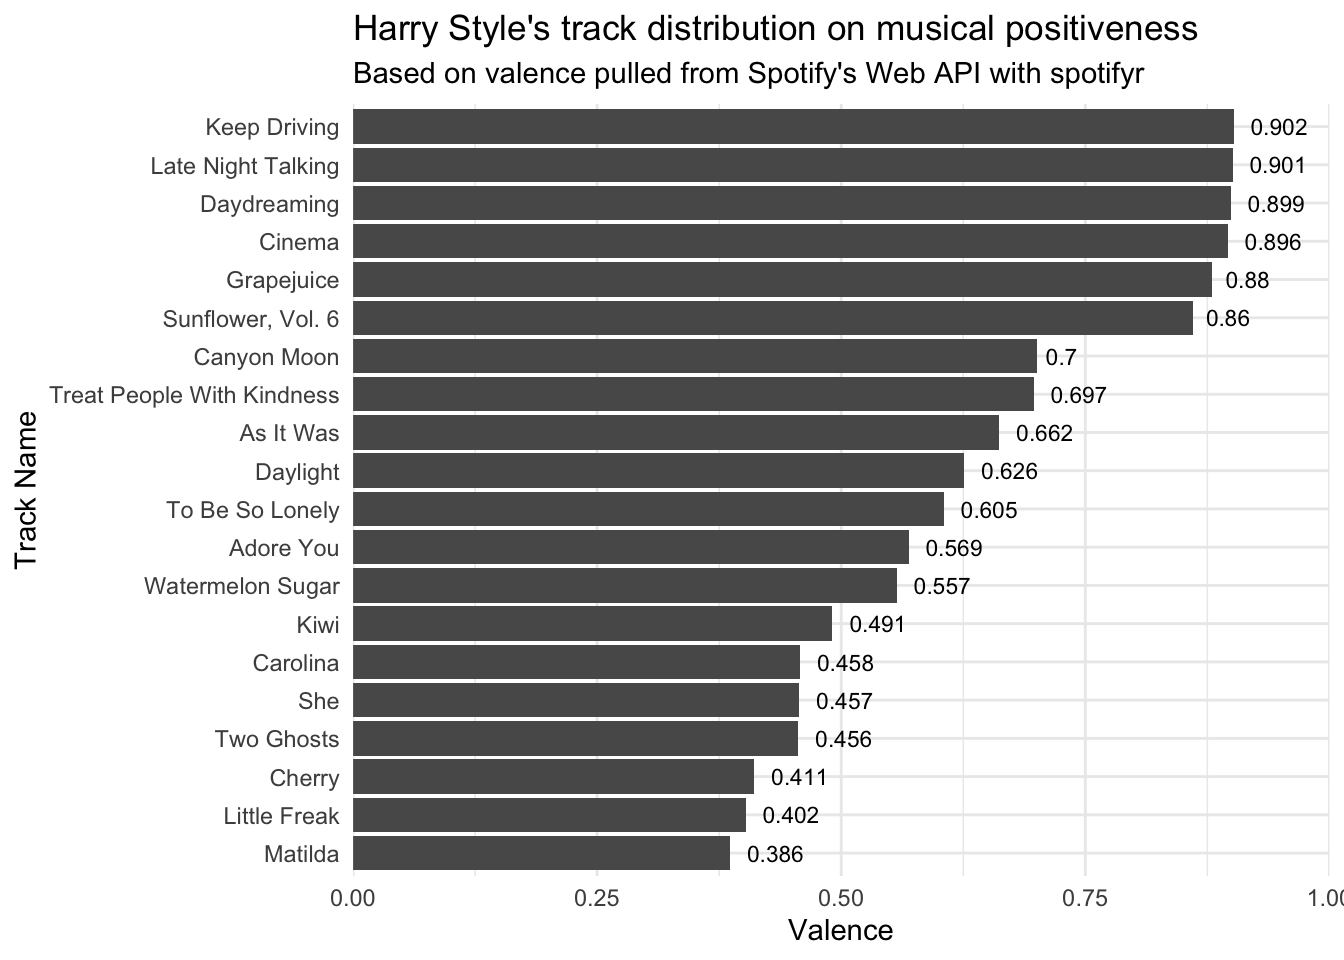 Harry Style's track distribution on musical positiveness
Based on valence pulled from Spotify's Web API with spotifyr
Track Name
Keep Driving 0.902
Late Night Talking 0.901
Daydreaming 0.899
Cinema 0.896
Grapejuice 0.88
Sunflower, Vol. 6 0.86
Canyon Moon 0.7
Treat People With Kindness 0.697
As It Was 0.662
Daylight 0.626
To Be So Lonely 0.605
Adore You 0.569
Watermelon Sugar 0.557
Kiwi 0.491
Carolina 0.458
She 0.457
Two Ghosts 0.456
Cherry 0.411
Little Freak 0.402
Matilda 0.386
0.00 0.25 0.50 0.75 1.00
Valence